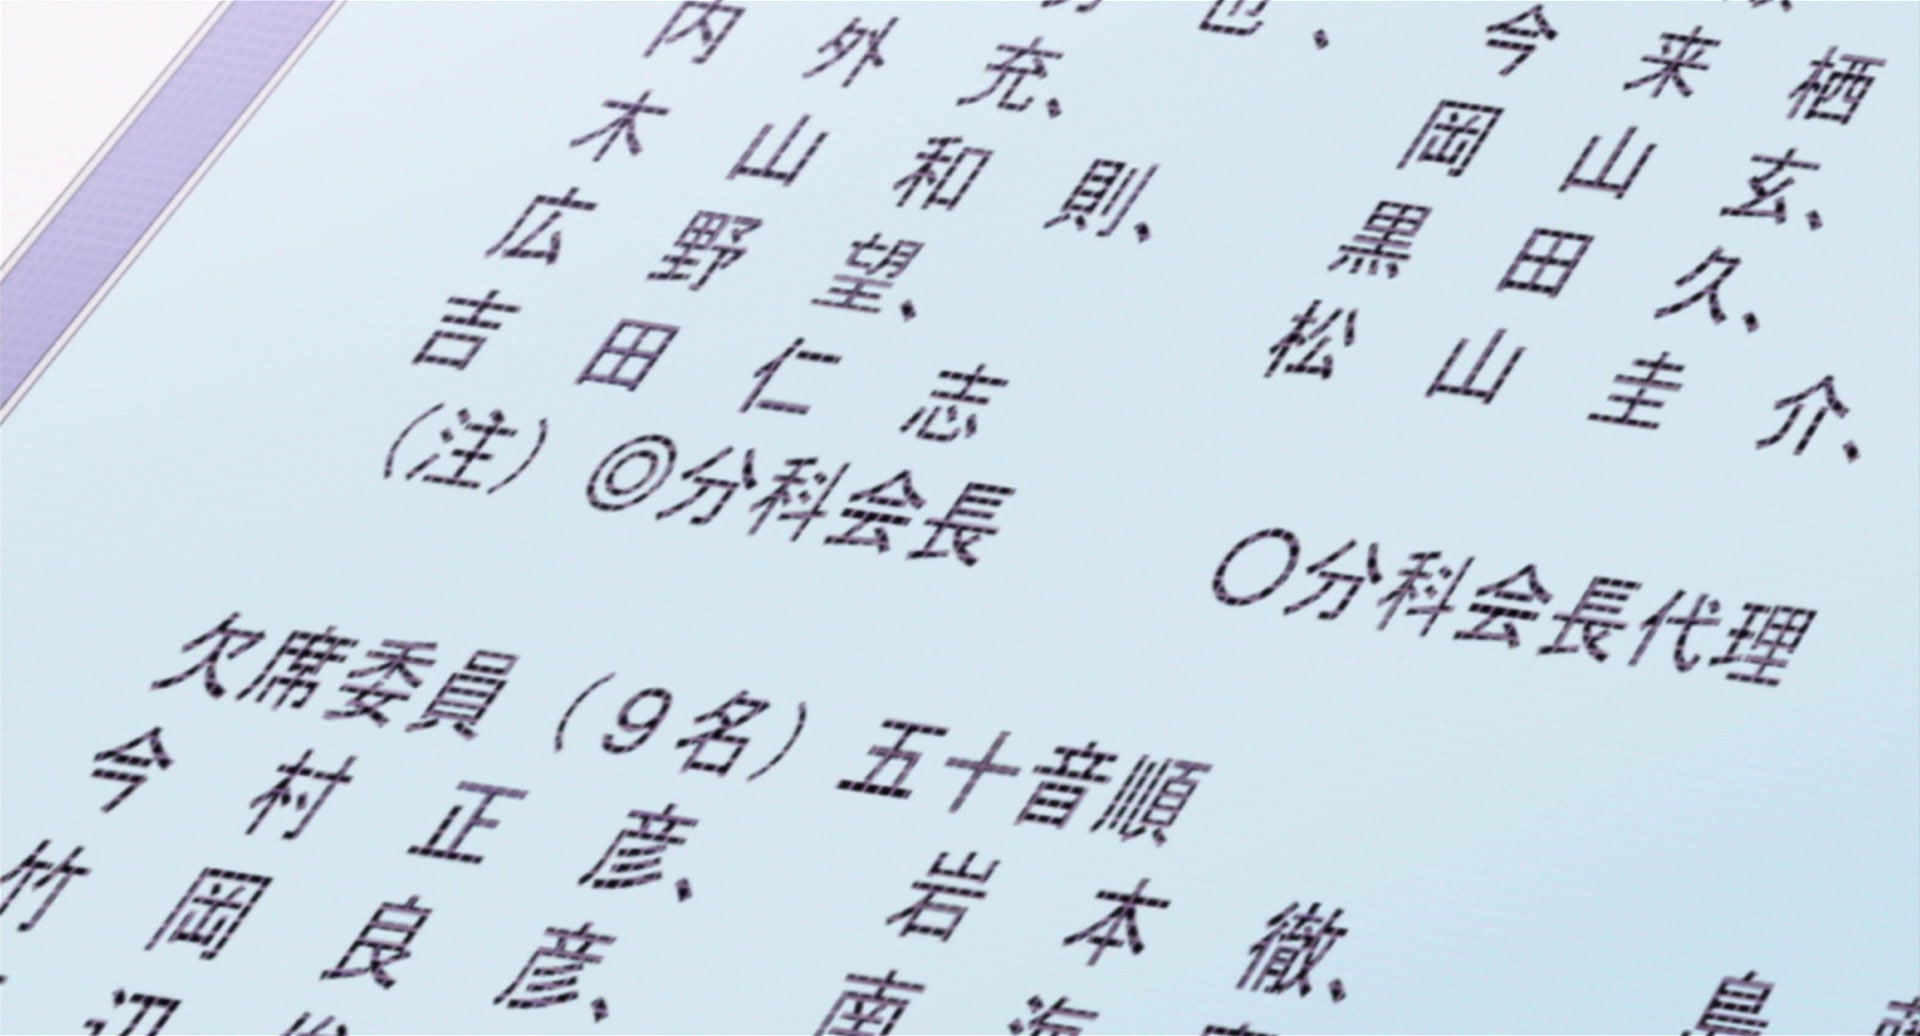 也、
内外充、 今来栖
木山和則、 岡山玄、
広野望、 黒田久、
吉田仁志 松山圭介、
（注）◎分科会長 〇分科会長代理
欠席委員（９名）五十音順
今村正彦、 岩本徹、
竹岡良彦、 南海